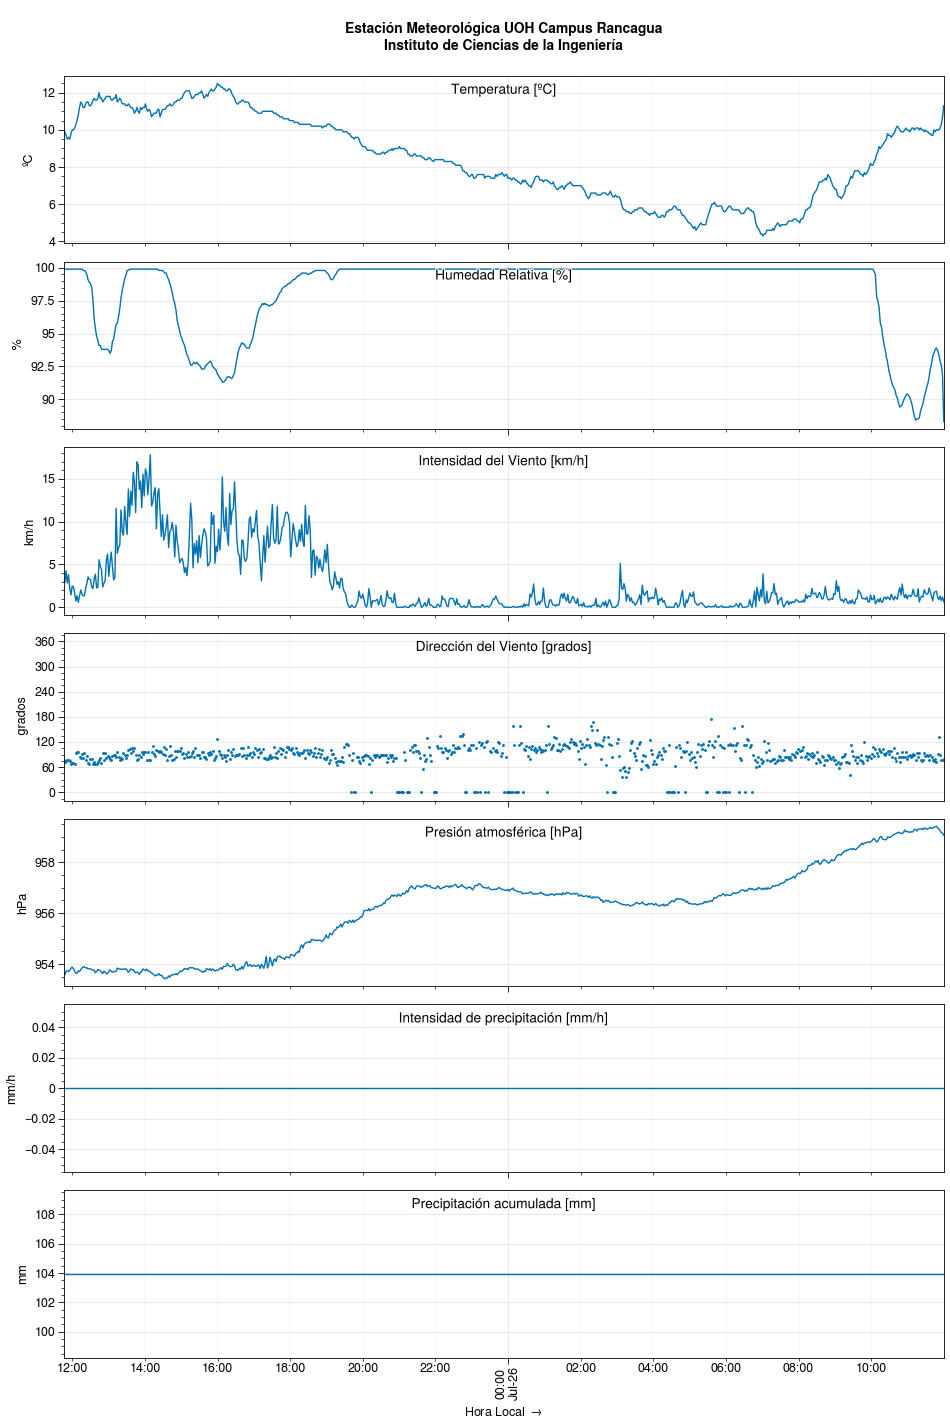 Estación Meteorológica UOH Campus Rancagua
Instituto de Ciencias de la Ingeniería
Temperatura [ºC]
ºC
12
10
8
6
4
Humedad Relativa [%]
%
100
97.5
95
92.5
90
Intensidad del Viento [km/h]
km/h
15
10
5
0
Dirección del Viento [grados]
grados
360
300
240
180
120
60
0
Presión atmosférica [hPa]
hPa
958
956
954
Intensidad de precipitación [mm/h]
mm/h
0.04
0.02
0
−0.02
−0.04
Precipitación acumulada [mm]
mm
108
106
104
102
100
12:00 14:00 16:00 18:00 20:00 22:00 00:00 02:00 04:00 06:00 08:00 10:00
Jul-26
Hora Local →